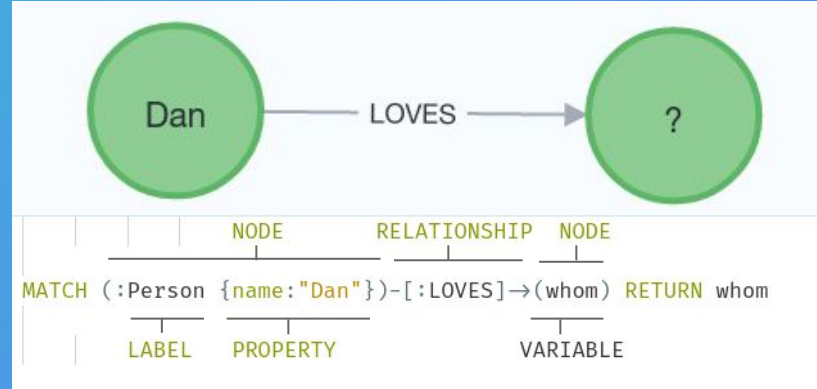 Dan LOVES ?
NODE RELATIONSHIP NODE
MATCH (:Person {name:"Dan"})-[:LOVES]→(whom) RETURN whom
LABEL PROPERTY VARIABLE